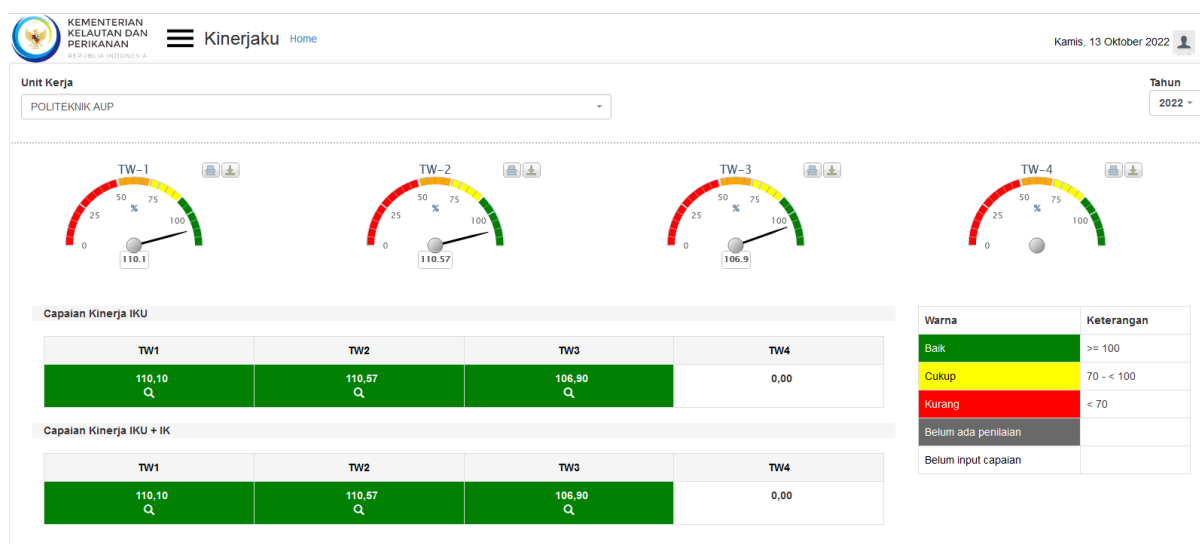 KEMENTERIAN
KELAUTAN DAN
PERIKANAN
REPUBLIK INDONESIA
Kinerjaku Home
Kamis, 13 Oktober 2022
Unit Kerja
Tahun
POLITEKNIK AUP
2022
TW-1
0 25 50 75 100
%
110.1
TW-2
0 25 50 75 100
%
110.57
TW-3
0 25 50 75 100
%
106.9
TW-4
0 25 50 75 100
%
Capaian Kinerja IKU
TW1 TW2 TW3 TW4
110,10 110,57 106,90 0,00
Capaian Kinerja IKU + IK
TW1 TW2 TW3 TW4
110,10 110,57 106,90 0,00
Warna Keterangan
Baik >= 100
Cukup 70 - < 100
Kurang < 70
Belum ada penilaian
Belum input capaian